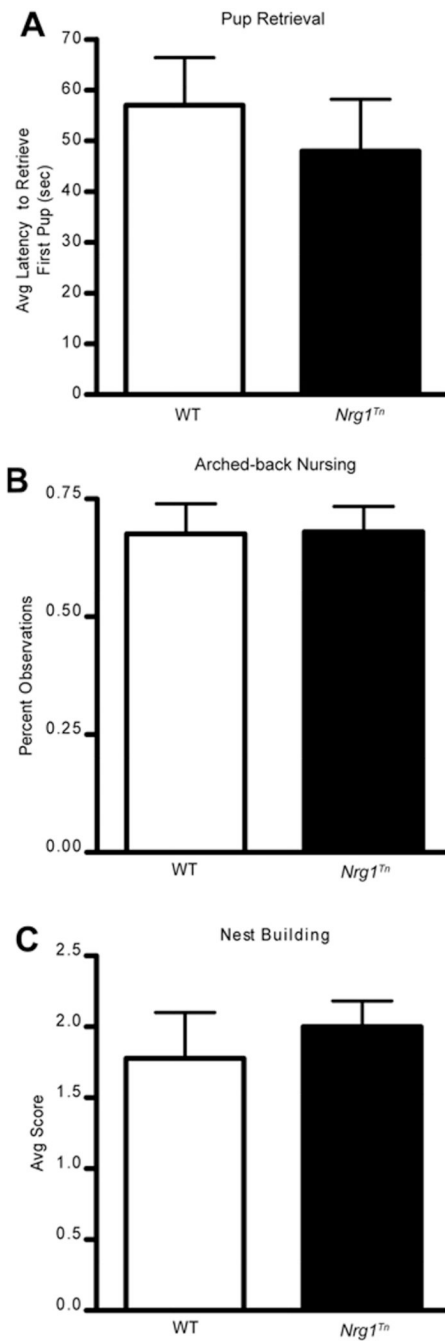 A
Pup Retrieval
Avg Latency to Retrieve
First Pup (sec)
70
60
50
40
30
20
10
0
WT
Nrg1Tn
B
Arched-back Nursing
Percent Observations
0.75
0.50
0.25
0.00
WT
Nrg1Tn
C
Nest Building
Avg Score
2.5
2.0
1.5
1.0
0.5
0.0
WT
Nrg1Tn